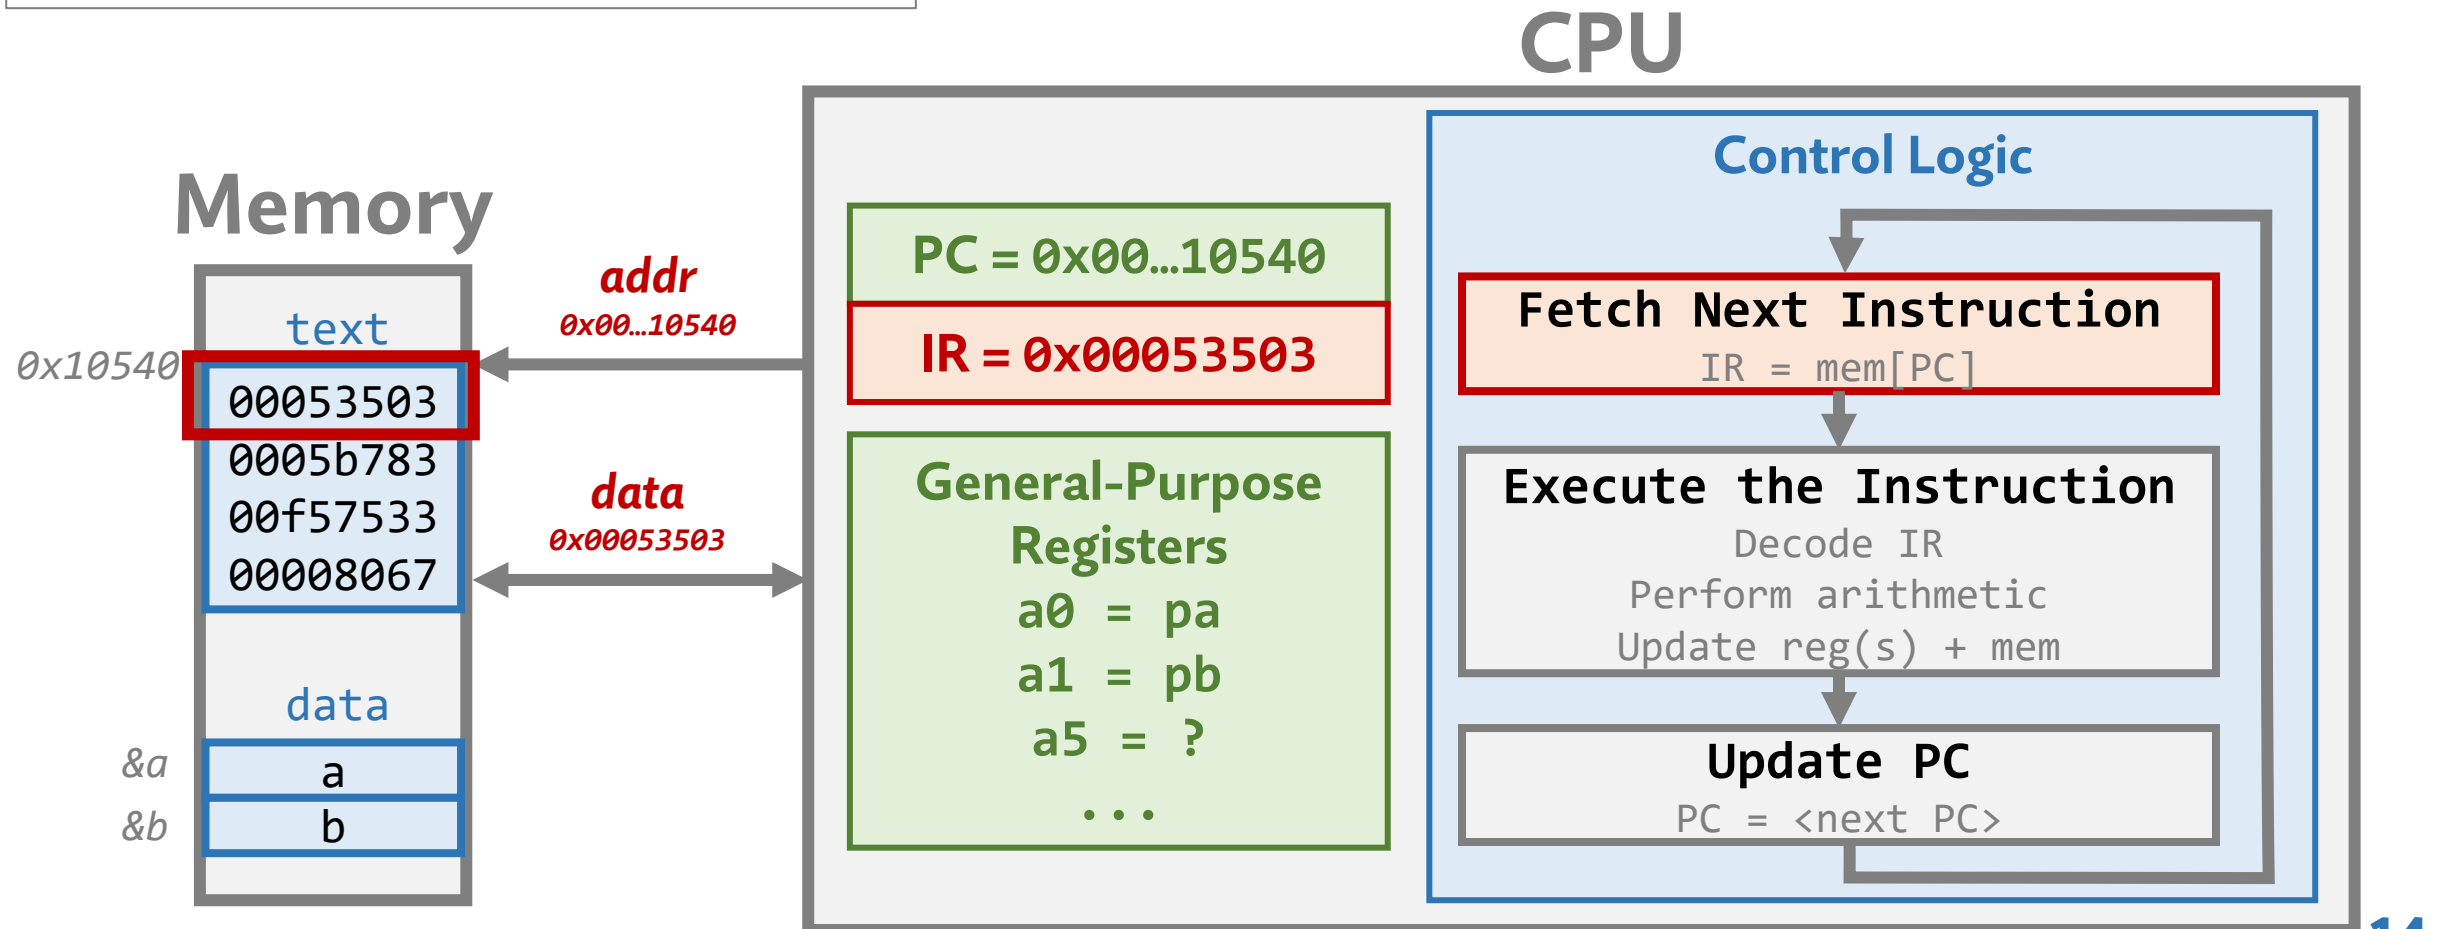 CPU
Memory
text
0x10540
00053503
0005b783
00f57533
00008067
data
&a
a
&b
b
addr
0x00…10540
data
0x00053503
PC = 0x00…10540
IR = 0x00053503
General-Purpose
Registers
a0 = pa
a1 = pb
a5 = ?
...
Control Logic
Fetch Next Instruction
IR = mem[PC]
Execute the Instruction
Decode IR
Perform arithmetic
Update reg(s) + mem
Update PC
PC = <next PC>